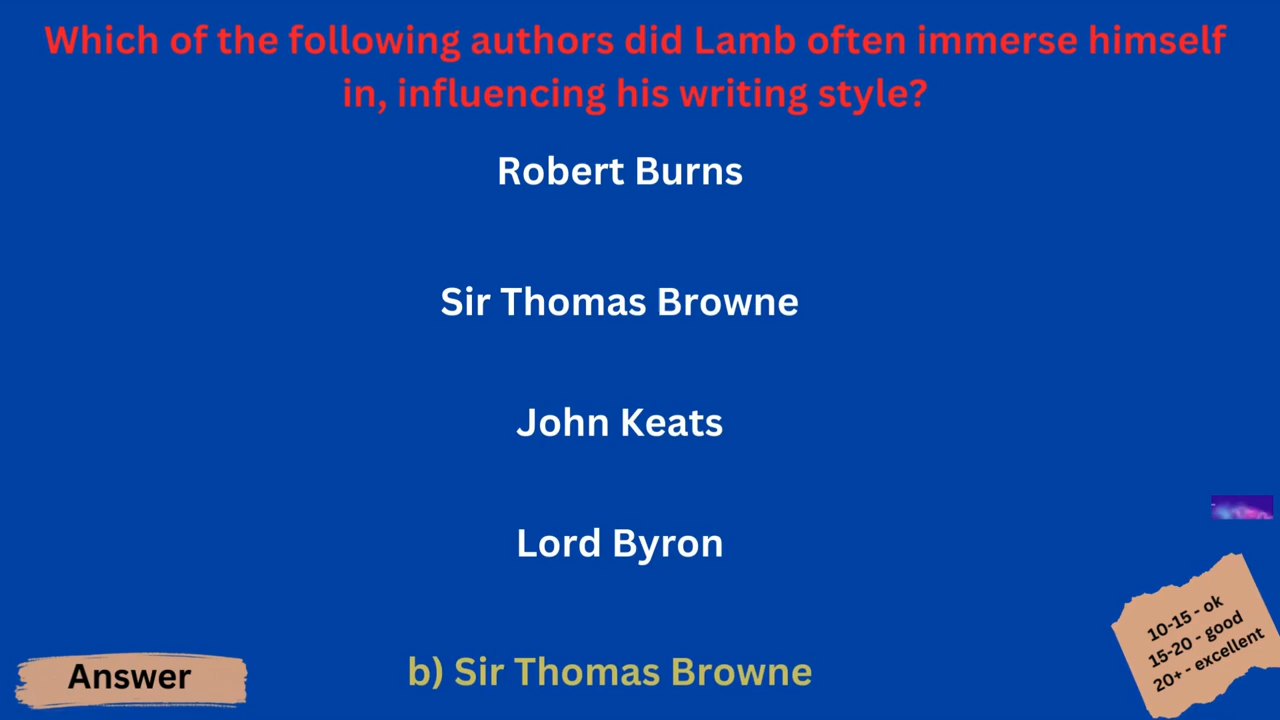 Which of the following authors did Lamb often immerse himself
in, influencing his writing style?
Robert Burns
Sir Thomas Browne
John Keats
Lord Byron
Answer
b) Sir Thomas Browne
10-15 - ok
15-20 - good
20+ - excellent